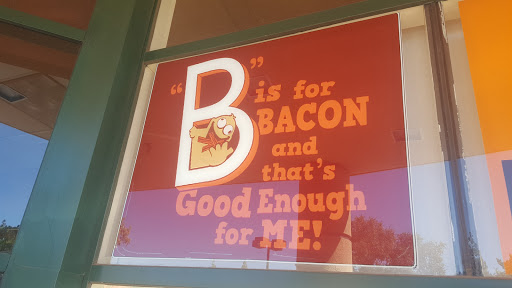 "B" is for
BACON
and
that's
Good Enough
for ME!